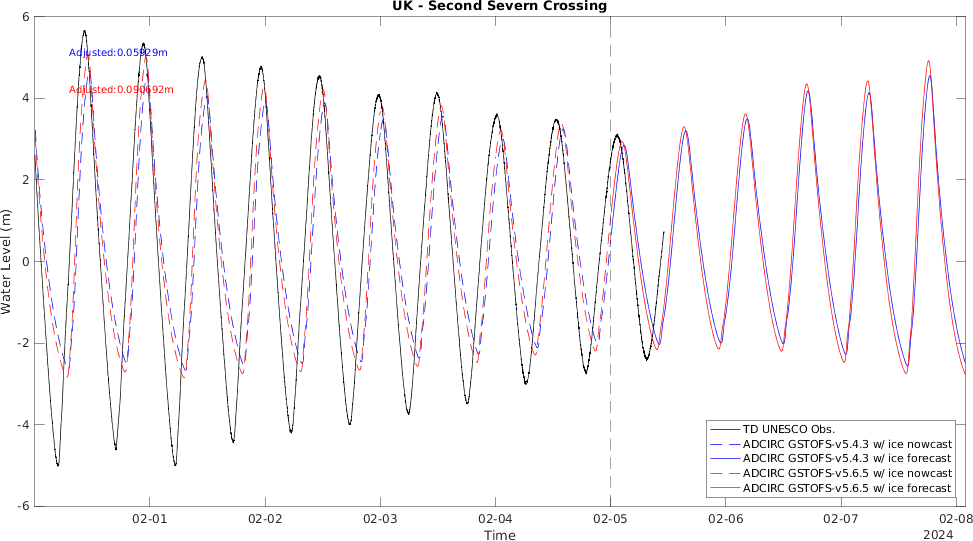 UK - Second Severn Crossing
6
4
2
0
-2
-4
-6
Water Level (m)
Adjusted:0.05929m
Adjusted:0.090692m
TD UNESCO Obs.
ADCIRC GSTOFS-v5.4.3 w/ ice nowcast
ADCIRC GSTOFS-v5.4.3 w/ ice forecast
ADCIRC GSTOFS-v5.6.5 w/ ice nowcast
ADCIRC GSTOFS-v5.6.5 w/ ice forecast
02-01 02-02 02-03 02-04 02-05 02-06 02-07 02-08
Time
2024